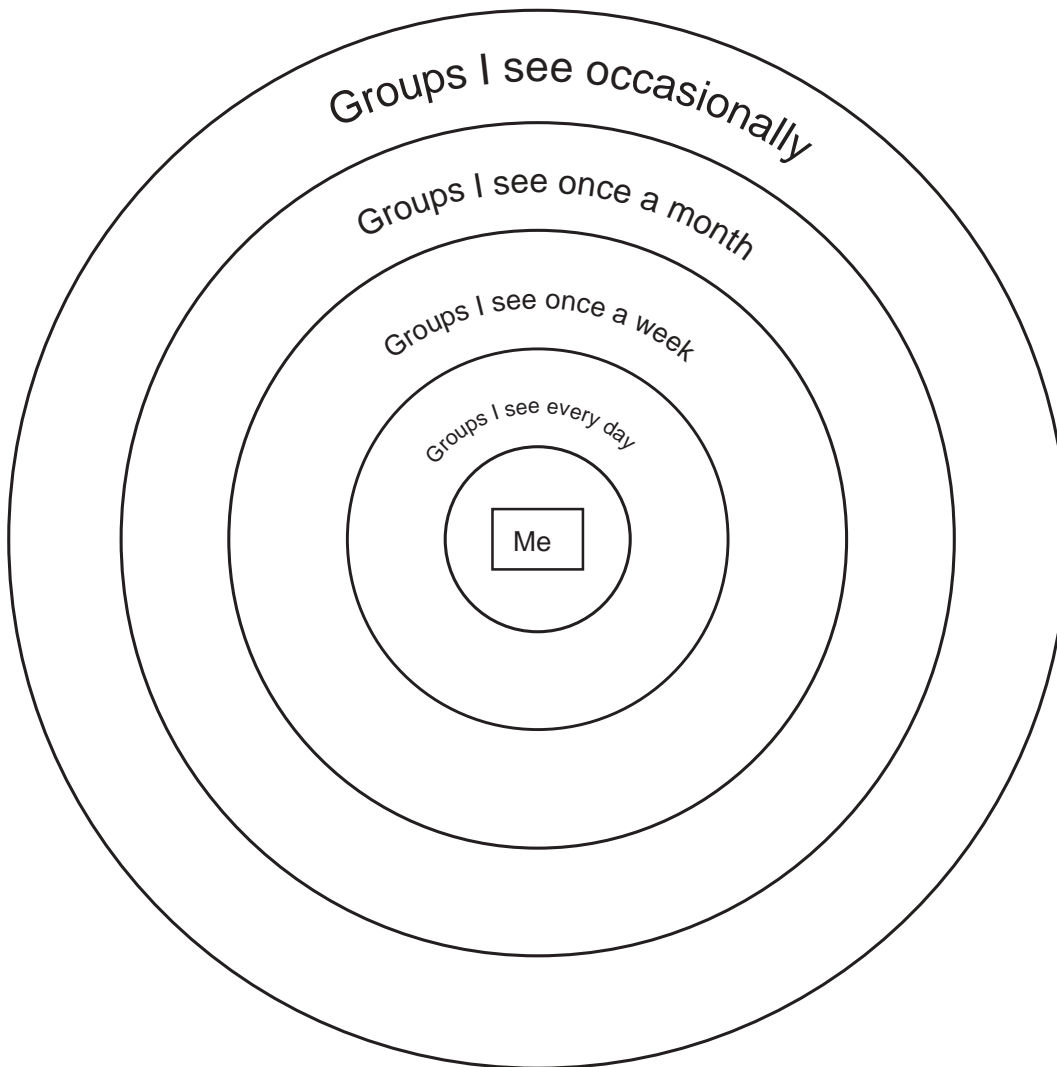 Groups I see occasionally
Groups I see once a month
Groups I see once a week
Groups I see every day
Me